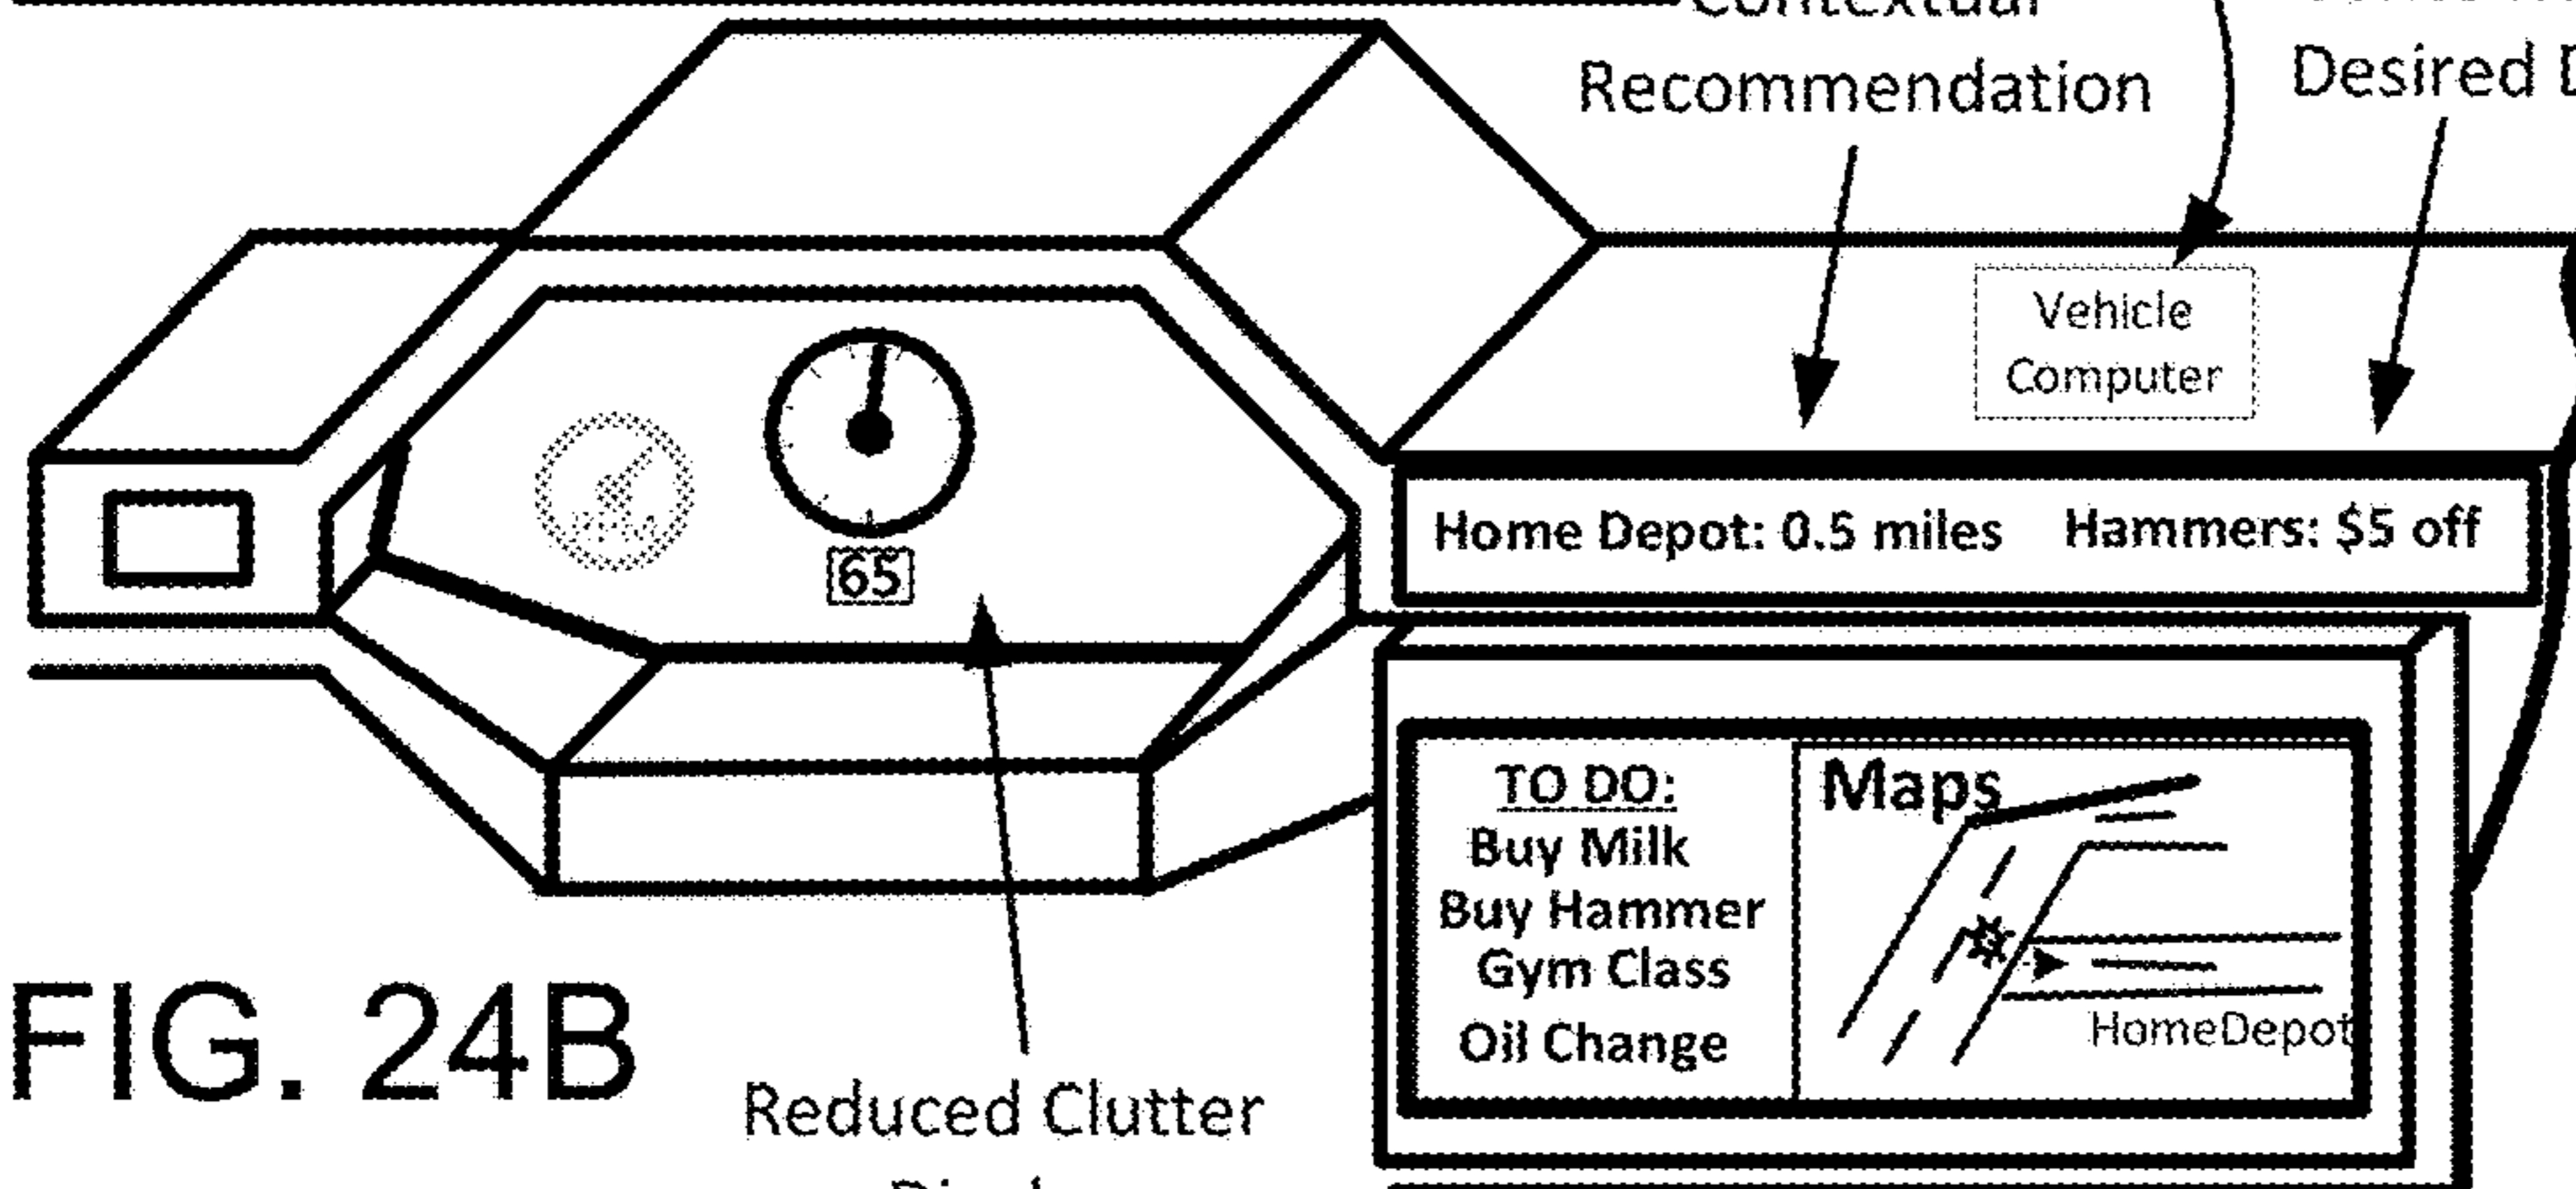 Contextual
Recommendation
Desired
Vehicle
Computer
Home Depot: 0.5 miles Hammers: $5 off
65
TO DO:
Buy Milk
Buy Hammer
Gym Class
Oil Change
Maps
HomeDepot
FIG. 24B
Reduced Clutter